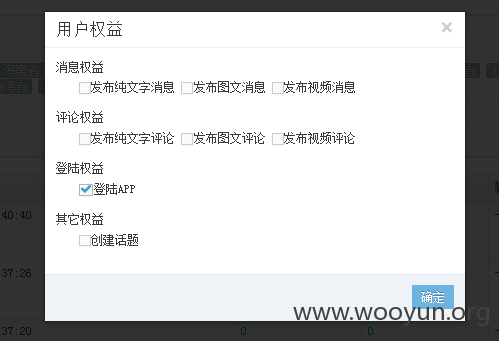 用户权益 ×
消息权益
发布纯文字消息 发布图文消息 发布视频消息
评论权益
发布纯文字评论 发布图文评论 发布视频评论
登陆权益
登陆APP
40:40
其它权益
创建话题
37:26
确定
www.wooyun.org
37:20 0 0